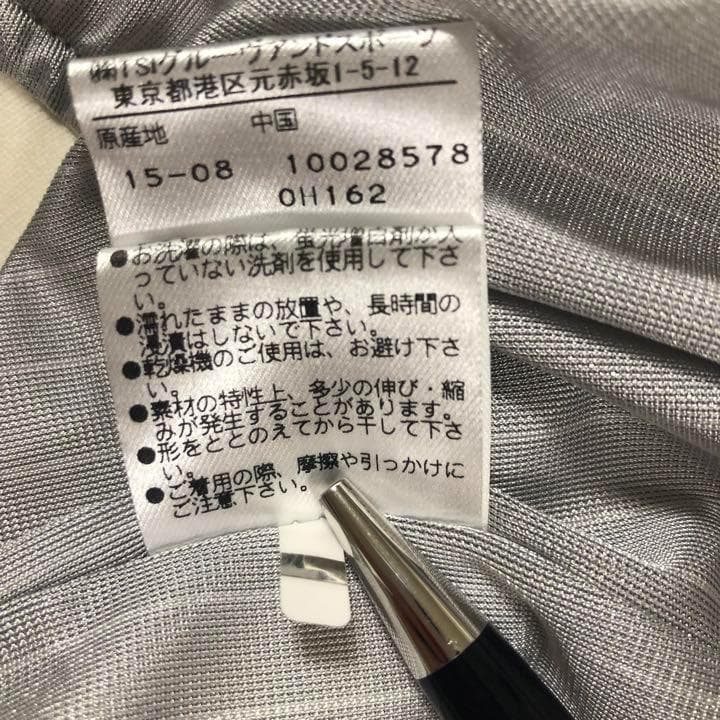 ㈱TSIグルーヴアンドスポーツ
東京都港区元赤坂1-5-12
原産地 中国
15-08 10028578
0H162
●お洗濯の際は、蛍光増白剤が入
っていない洗剤を使用して下さ
い。
●濡れたままの放置や、長時間の
浸漬はしないで下さい。
●乾燥機のご使用は、お避け下さ
い。
●素材の特性上、多少の伸び・縮
みが発生することがあります。
●形をととのえてから干して下さ
い。
●ご着用の際、摩擦や引っかけに
ご注意下さい。